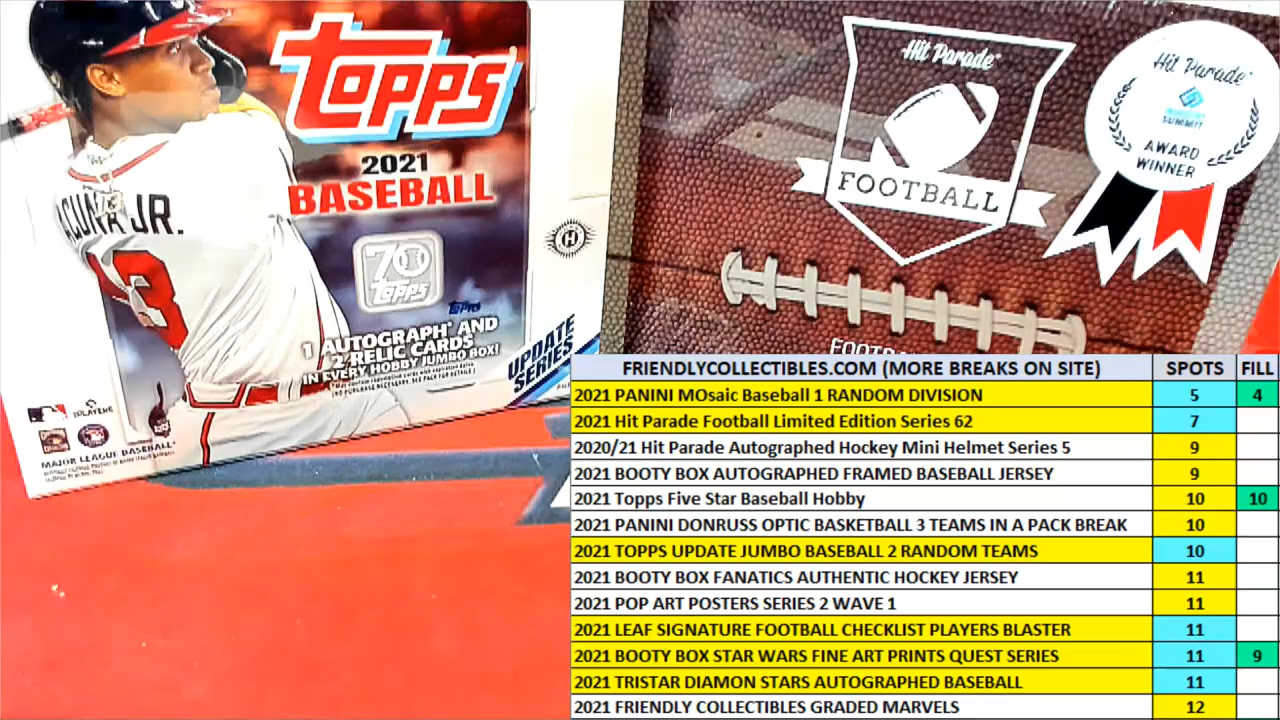 TOPPS
2021
BASEBALL
ACUÑA JR.
13
70
TOPPS
Topps
1 AUTOGRAPH* AND
2 RELIC CARDS
IN EVERY HOBBY JUMBO BOX!
UPDATE
SERIES
PLAYERS
MAJOR LEAGUE BASEBALL
H
Hit Parade
FOOTBALL
Hit Parade
SUMMIT
AWARD
WINNER
FRIENDLYCOLLECTIBLES.COM (MORE BREAKS ON SITE) SPOTS FILL
2021 PANINI MOsaic Baseball 1 RANDOM DIVISION 5 4
2021 Hit Parade Football Limited Edition Series 62 7
2020/21 Hit Parade Autographed Hockey Mini Helmet Series 5 9
2021 BOOTY BOX AUTOGRAPHED FRAMED BASEBALL JERSEY 9
2021 Topps Five Star Baseball Hobby 10 10
2021 PANINI DONRUSS OPTIC BASKETBALL 3 TEAMS IN A PACK BREAK 10
2021 TOPPS UPDATE JUMBO BASEBALL 2 RANDOM TEAMS 10
2021 BOOTY BOX FANATICS AUTHENTIC HOCKEY JERSEY 11
2021 POP ART POSTERS SERIES 2 WAVE 1 11
2021 LEAF SIGNATURE FOOTBALL CHECKLIST PLAYERS BLASTER 11
2021 BOOTY BOX STAR WARS FINE ART PRINTS QUEST SERIES 11 9
2021 TRISTAR DIAMON STARS AUTOGRAPHED BASEBALL 11
2021 FRIENDLY COLLECTIBLES GRADED MARVELS 12